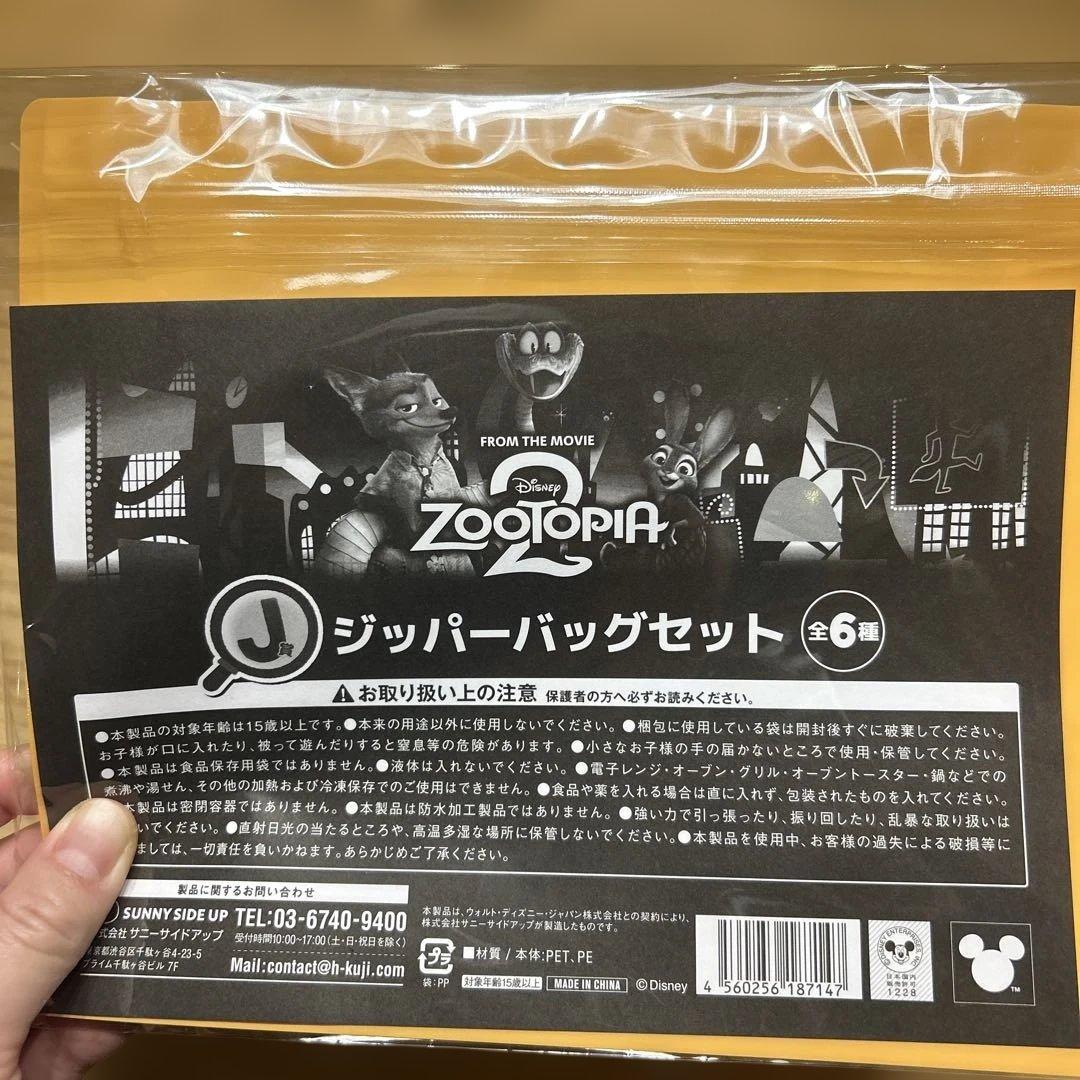 FROM THE MOVIE
Disney
ZOOTOPIA
2
J賞 ジッパーバッグセット 全6種
お取り扱い上の注意 保護者の方へ必ずお読みください。
●本製品の対象年齢は15歳以上です。●本来の用途以外に使用しないでください。●梱包に使用している袋は開封後すぐに破棄してください。
お子様が口に入れたり、被って遊んだりすると窒息等の危険があります。●小さなお子様の手の届かないところで使用・保管してください。
●本製品は食品保存用袋ではありません。●液体は入れないでください。●電子レンジ・オーブン・グリル・オーブントースター・鍋などでの
煮沸や湯せん、その他の加熱および冷凍保存でのご使用はできません。●食品や薬を入れる場合は直に入れず、包装されたものを入れてください。
本製品は密閉容器ではありません。●本製品は防水加工製品ではありません。●強い力で引っ張ったり、振り回したり、乱暴な取り扱いは
いでください。●直射日光の当たるところや、高温多湿な場所に保管しないでください。●本製品を使用中、お客様の過失による破損等に
ましては、一切責任を負いかねます。あらかじめご了承ください。
製品に関するお問い合わせ
SUNNY SIDE UP TEL:03-6740-9400
式会社 サニーサイドアップ 受付時間10:00~17:00(土・日・祝日を除く)
東京都渋谷区千駄ヶ谷4-23-5
プライム千駄ヶ谷ビル 7F
Mail:contact@h-kuji.com
本製品は、ウォルト・ディズニー・ジャパン株式会社との契約により、
株式会社サニーサイドアップが製造したものです。
プラ
袋:PP
■材質 / 本体:PET、PE
対象年齢15歳以上 MADE IN CHINA ©Disney
4 560256 187147
©DISNEY ENTERPRISES INC
日本国内
販売許可
1228
TM